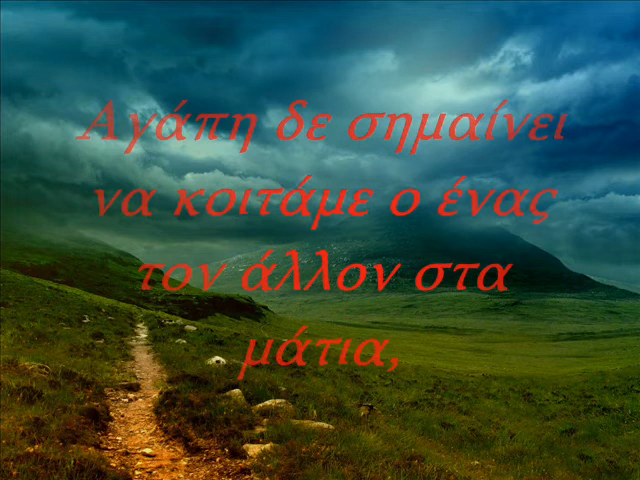 Αγάπη δε σημαίνει
να κοιτάμε ο ένας
τον άλλον στα
μάτια,